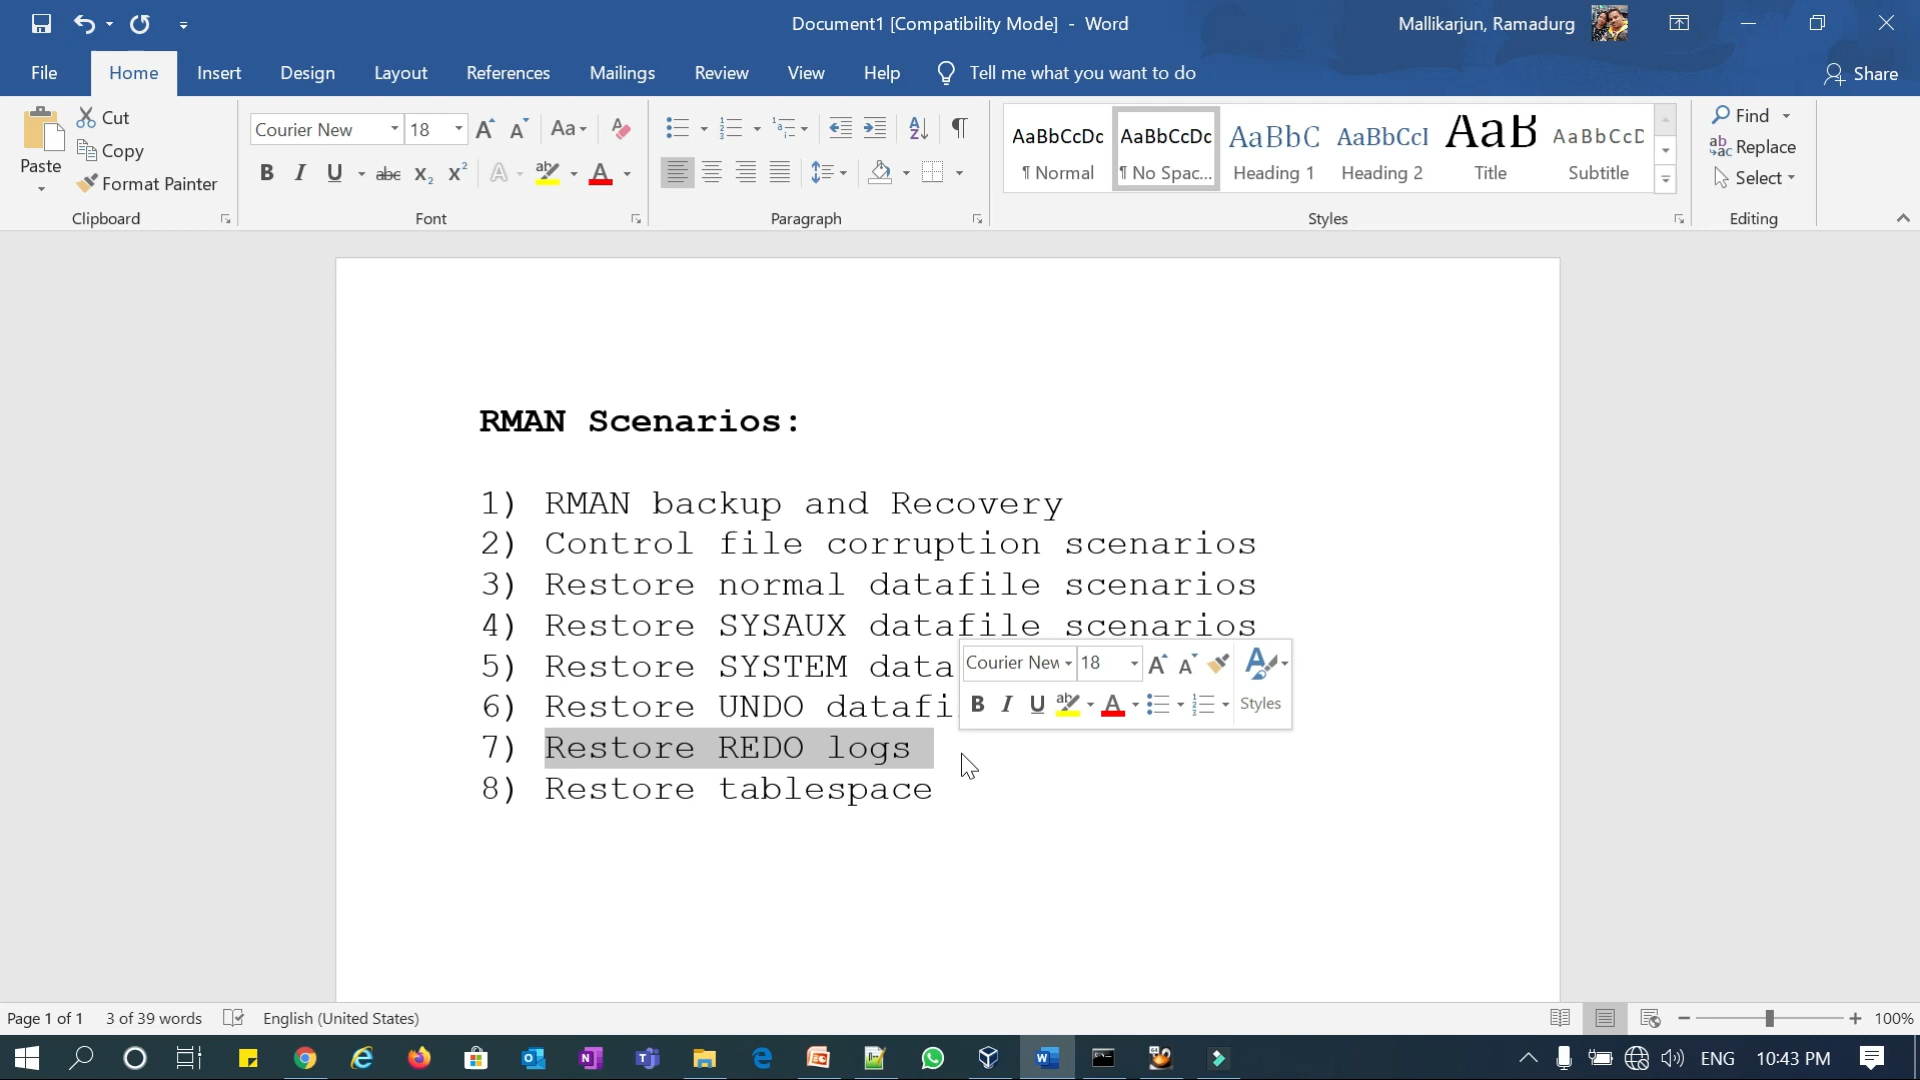 Document1 [Compatibility Mode] - Word
Mallikarjun, Ramadurg
File Home Insert Design Layout References Mailings Review View Help Tell me what you want to do Share
Paste
Cut
Copy
Format Painter
Clipboard
Courier New 18
Font
Paragraph
AaBbCcDc AaBbCcDc AaBbC AaBbCcI AaB AaBbCcD
¶ Normal ¶ No Spac... Heading 1 Heading 2 Title Subtitle
Styles
Find
Replace
Select
Editing
RMAN Scenarios:
1) RMAN backup and Recovery
2) Control file corruption scenarios
3) Restore normal datafile scenarios
4) Restore SYSAUX datafile scenarios
5) Restore SYSTEM data
6) Restore UNDO datafi
7) Restore REDO logs
8) Restore tablespace
Courier New 18
B I U Styles
Page 1 of 1 3 of 39 words English (United States) 100%
ENG 10:43 PM